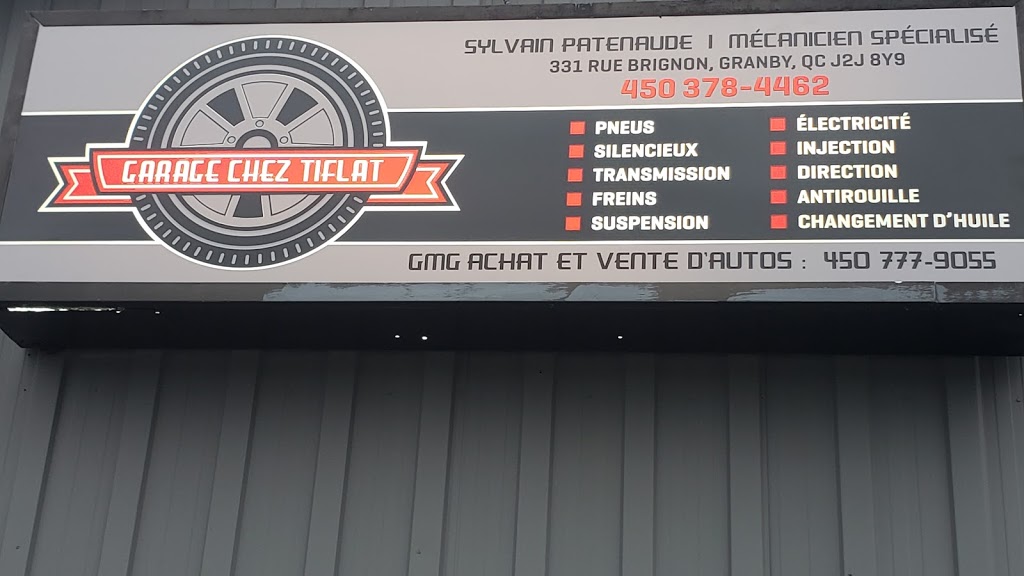 SYLVAIN PATENAUDE | MÉCANICIEN SPÉCIALISÉ
331 RUE BRIGNON, GRANBY, QC J2J 8Y9
450 378-4462
GARAGE CHEZ TIFLAT
PNEUS
SILENCIEUX
TRANSMISSION
FREINS
SUSPENSION
ÉLECTRICITÉ
INJECTION
DIRECTION
ANTIROUILLE
CHANGEMENT D'HUILE
GMG ACHAT ET VENTE D'AUTOS : 450 777-9055